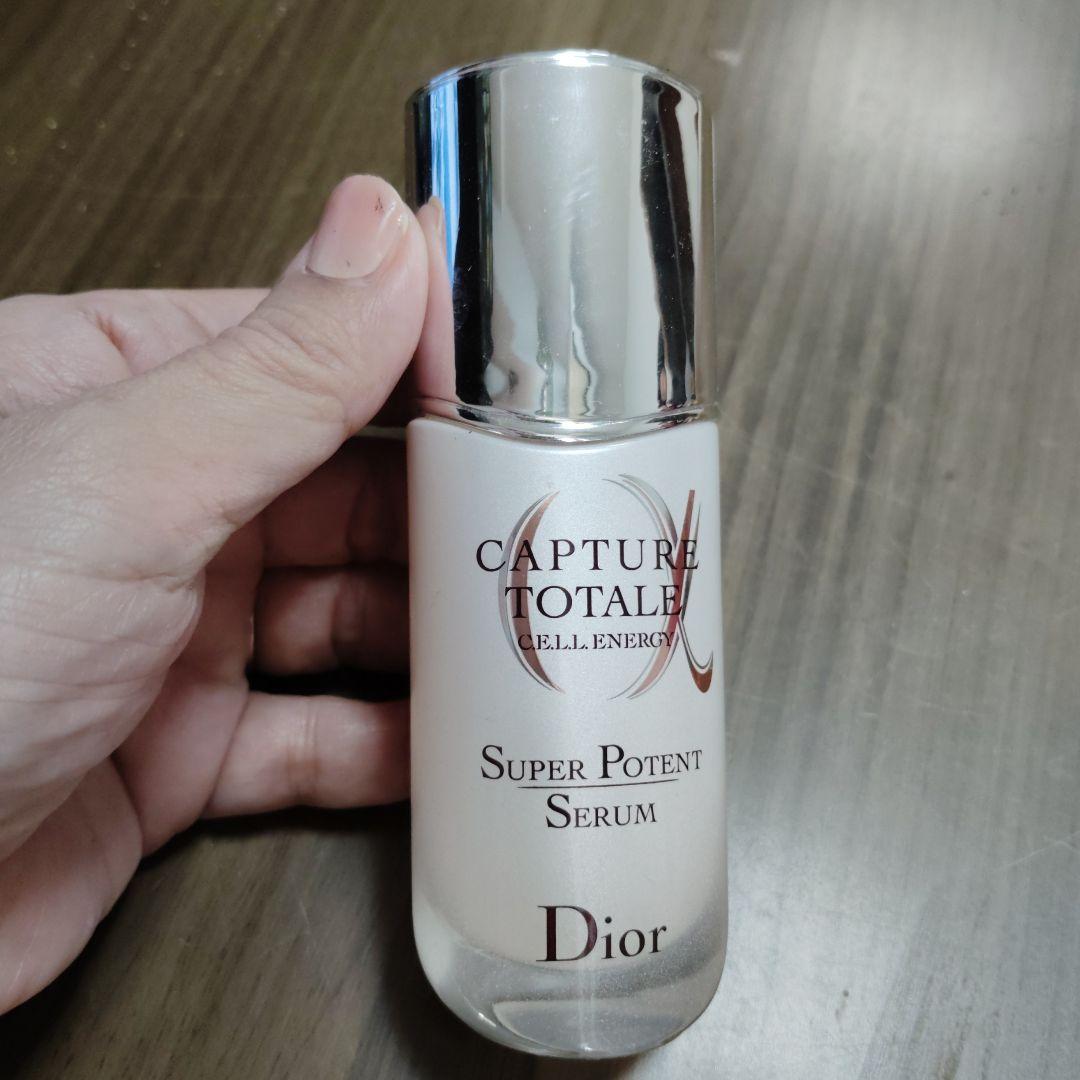 CAPTURE
TOTALE
C.E.L.L. ENERGY
SUPER POTENT
SERUM
Dior